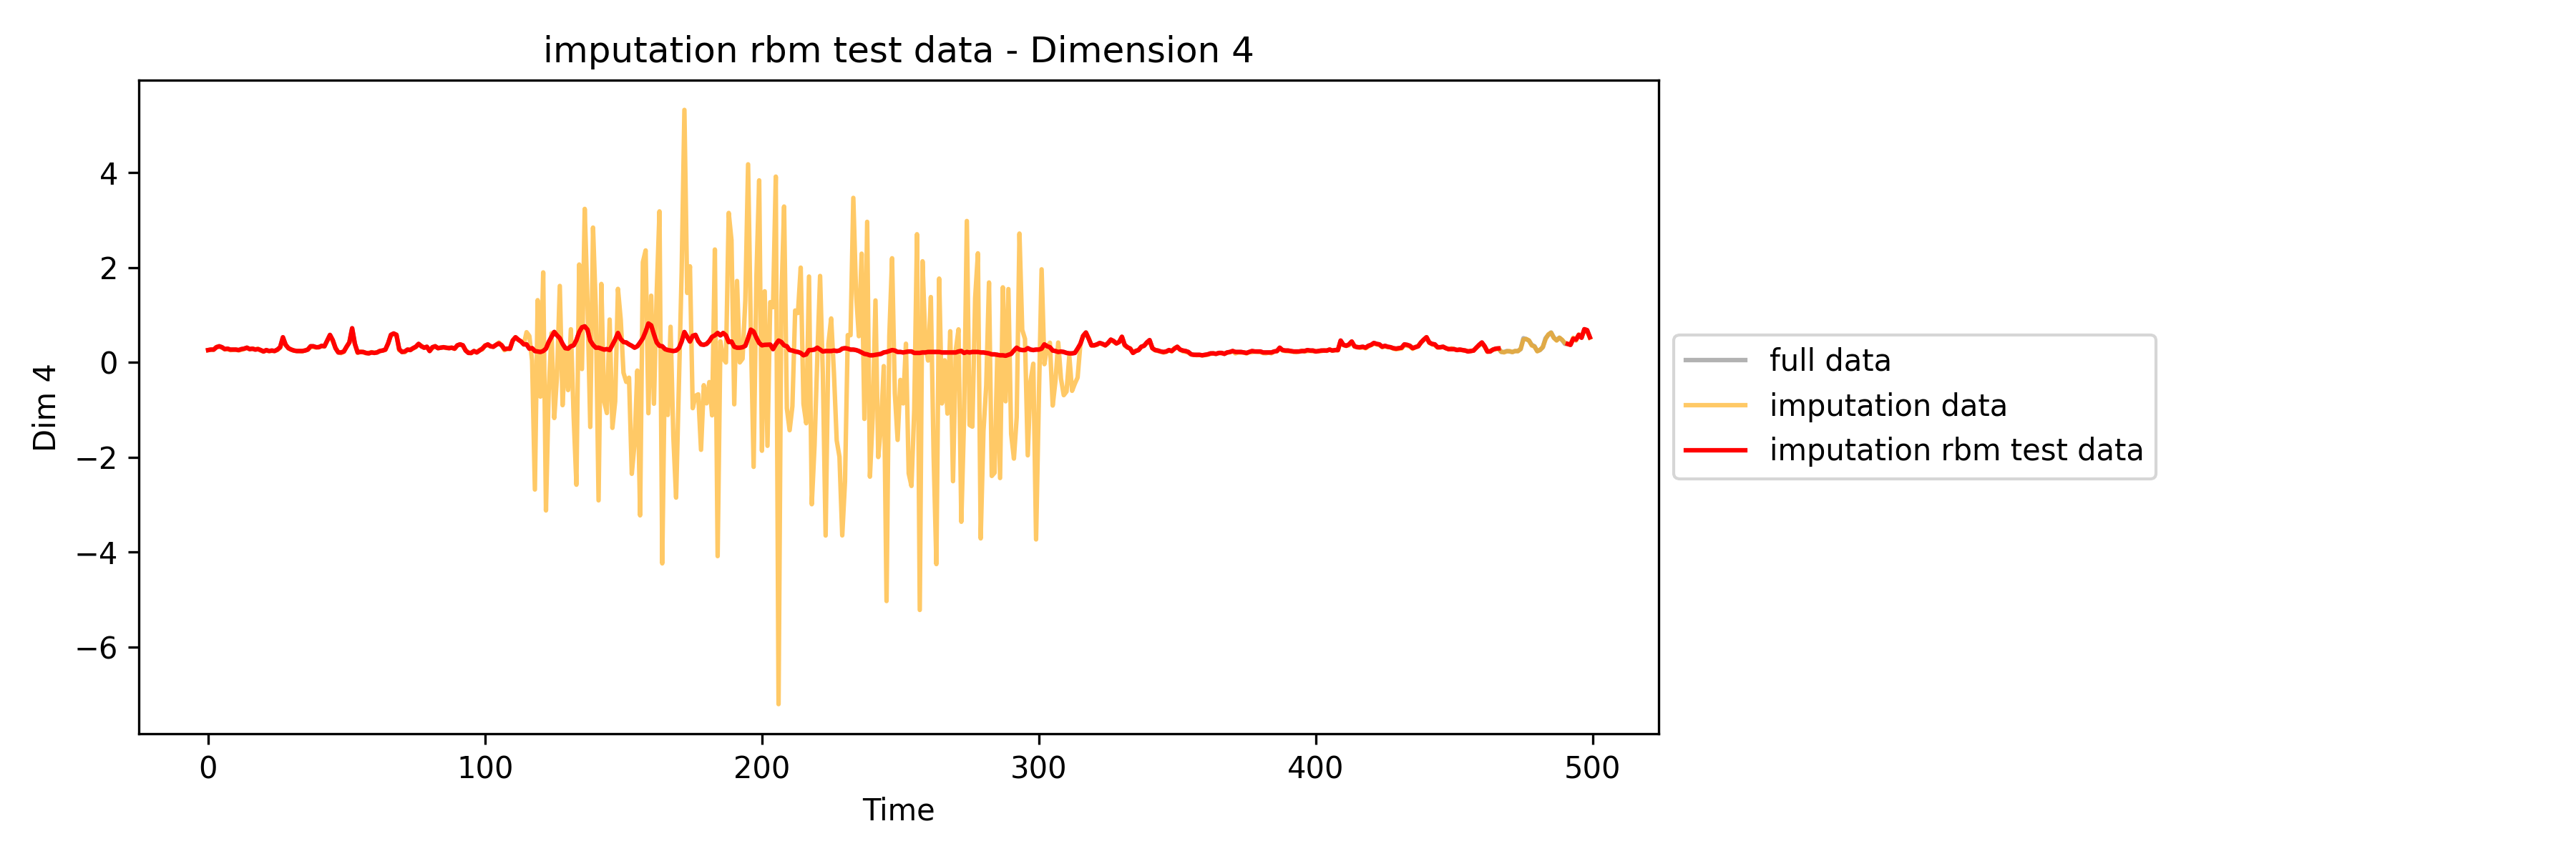 imputation rbm test data - Dimension 4
4
2
0
−2
−4
−6
Dim 4
0 100 200 300 400 500
Time
full data
imputation data
imputation rbm test data